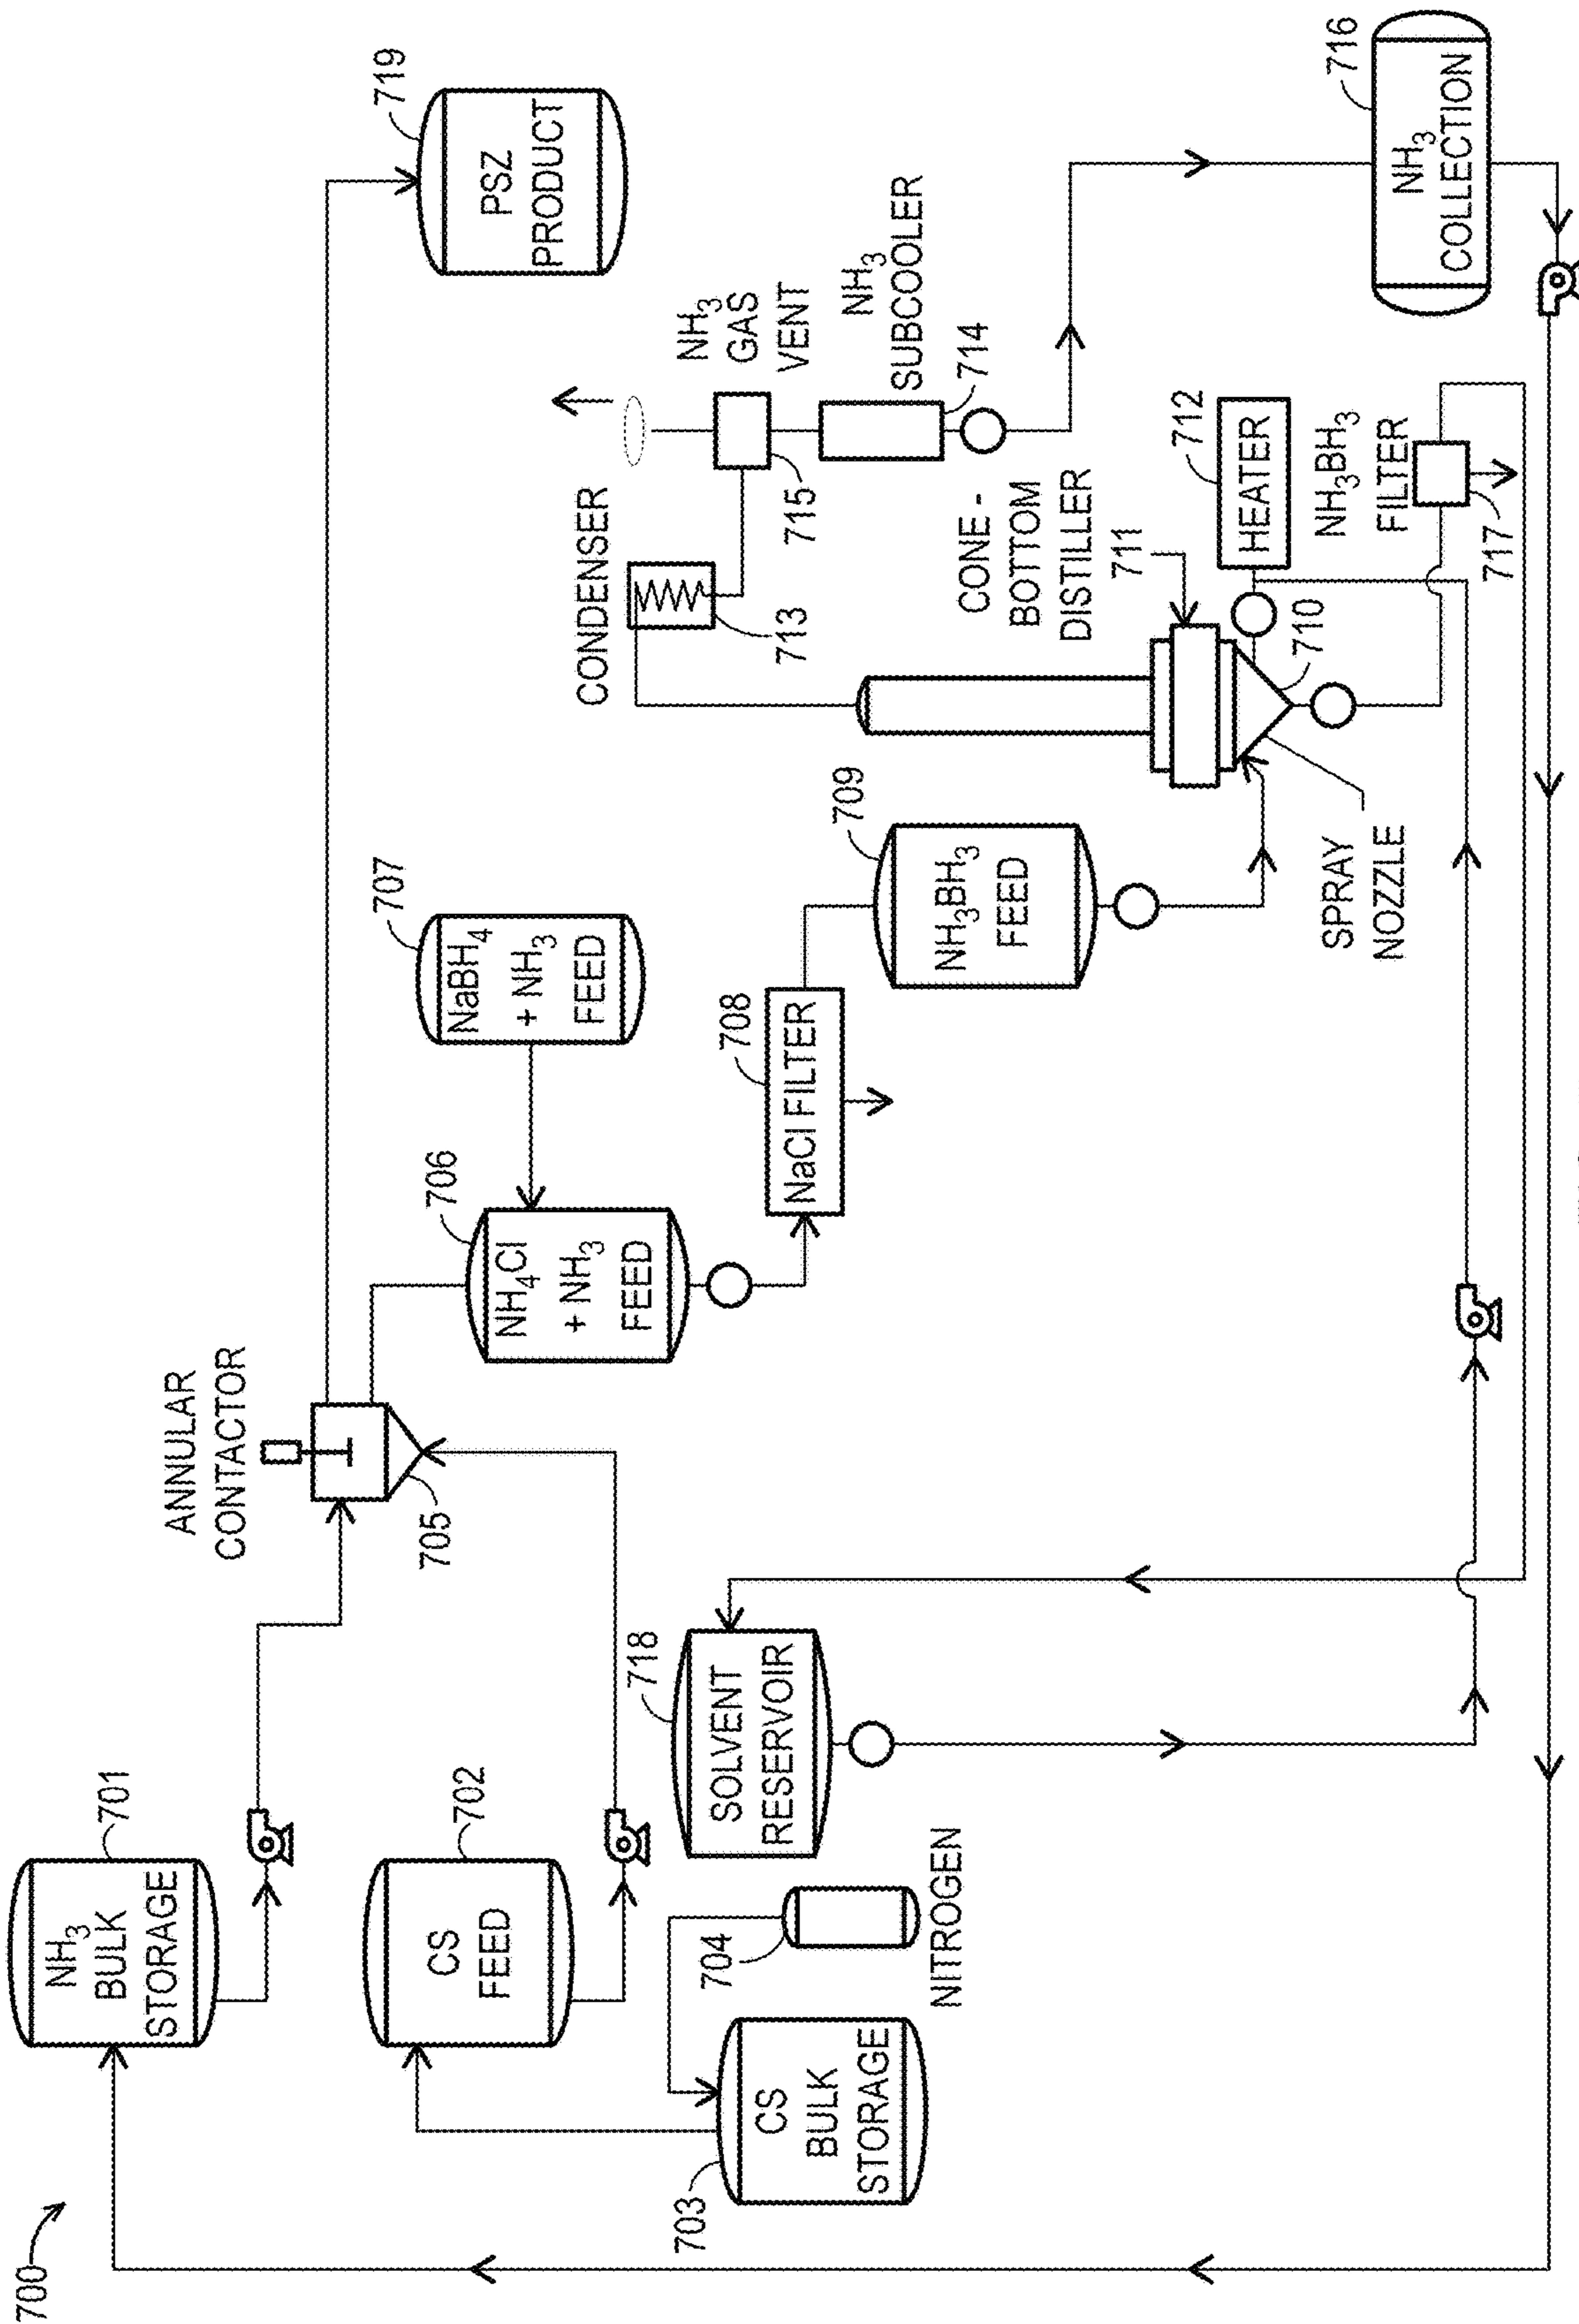 700
NH3
BULK
STORAGE
701
CS
FEED
702
CS
BULK
STORAGE
703
704
NITROGEN
SOLVENT
RESERVOIR
718
ANNULAR
CONTACTOR
705
NH4Cl
+ NH3
FEED
706
NaBH4
+ NH3
FEED
707
NaCl FILTER
708
NH3BH3
FEED
709
SPRAY
NOZZLE
710
CONE -
BOTTOM
DISTILLER
711
HEATER
712
CONDENSER
713
NH3
GAS
VENT
715
NH3
SUBCOOLER
714
NH3BH3
FILTER
717
NH3
COLLECTION
716
PSZ
PRODUCT
719